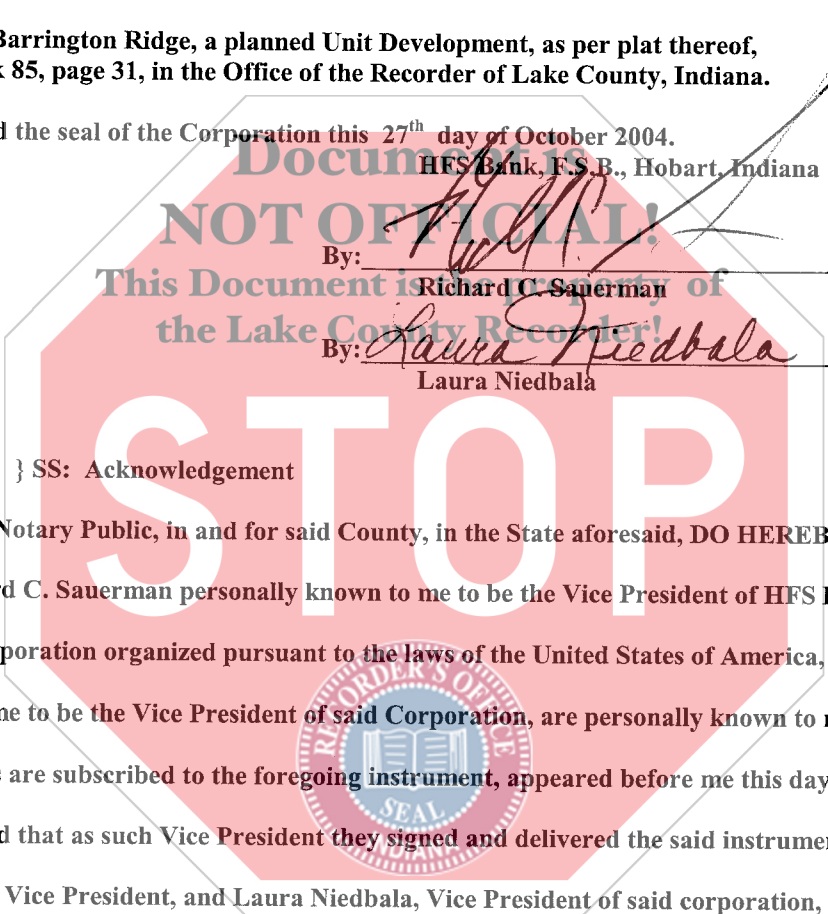 Barrington Ridge, a planned Unit Development, as per plat thereof,
85, page 31, in the Office of the Recorder of Lake County, Indiana.
the seal of the Corporation this 27th day of October 2004.
Document is
HFS Bank, F.S.B., Hobart, Indiana
NOT OFFICIAL!
By:
This Document is the property of
Richard C. Sauerman
the Lake County Recorder!
By: Laura Niedbala
Laura Niedbala
STOP
} SS: Acknowledgement
Notary Public, in and for said County, in the State aforesaid, DO HEREB
d C. Sauerman personally known to me to be the Vice President of HFS
poration organized pursuant to the laws of the United States of America,
me to be the Vice President of said Corporation, are personally known to
are subscribed to the foregoing instrument, appeared before me this day
d that as such Vice President they signed and delivered the said instrumen
Vice President, and Laura Niedbala, Vice President of said corporation,
RECORDER'S OFFICE
SEAL
INDIANA